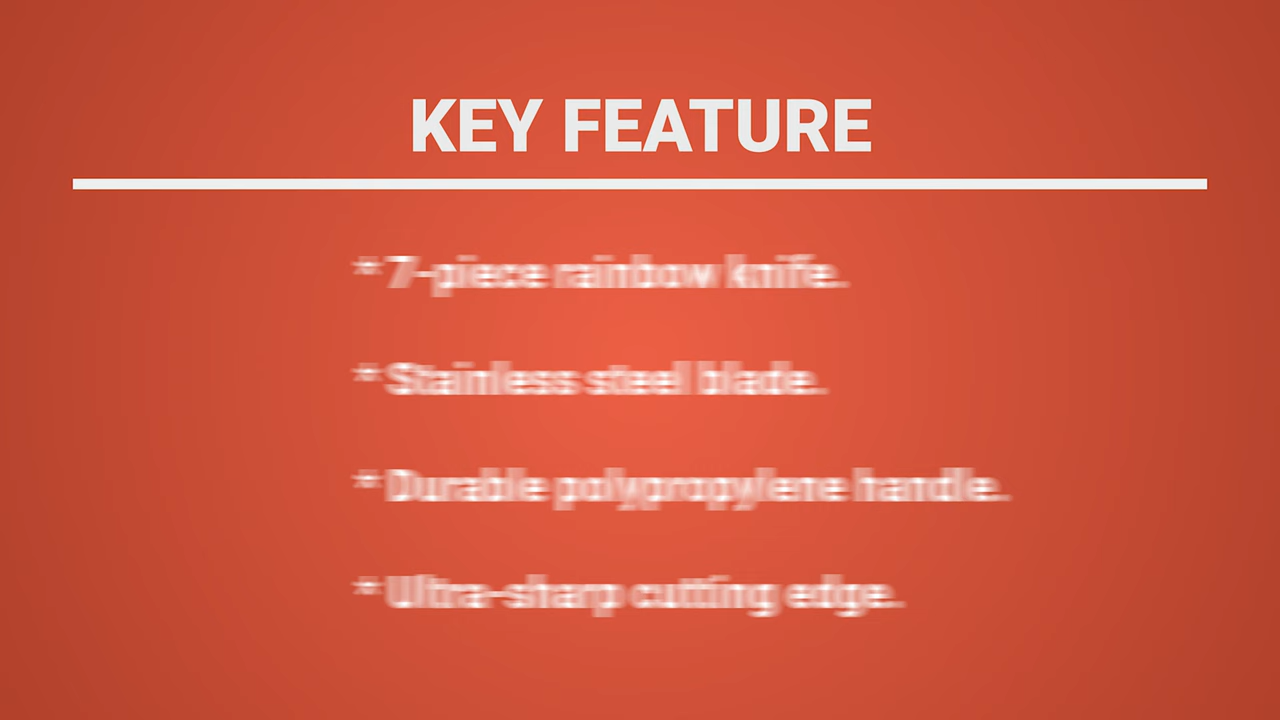 KEY FEATURE
* 7-piece rainbow knife.
* Stainless steel blade.
* Durable polypropylene handle.
* Ultra-sharp cutting edge.